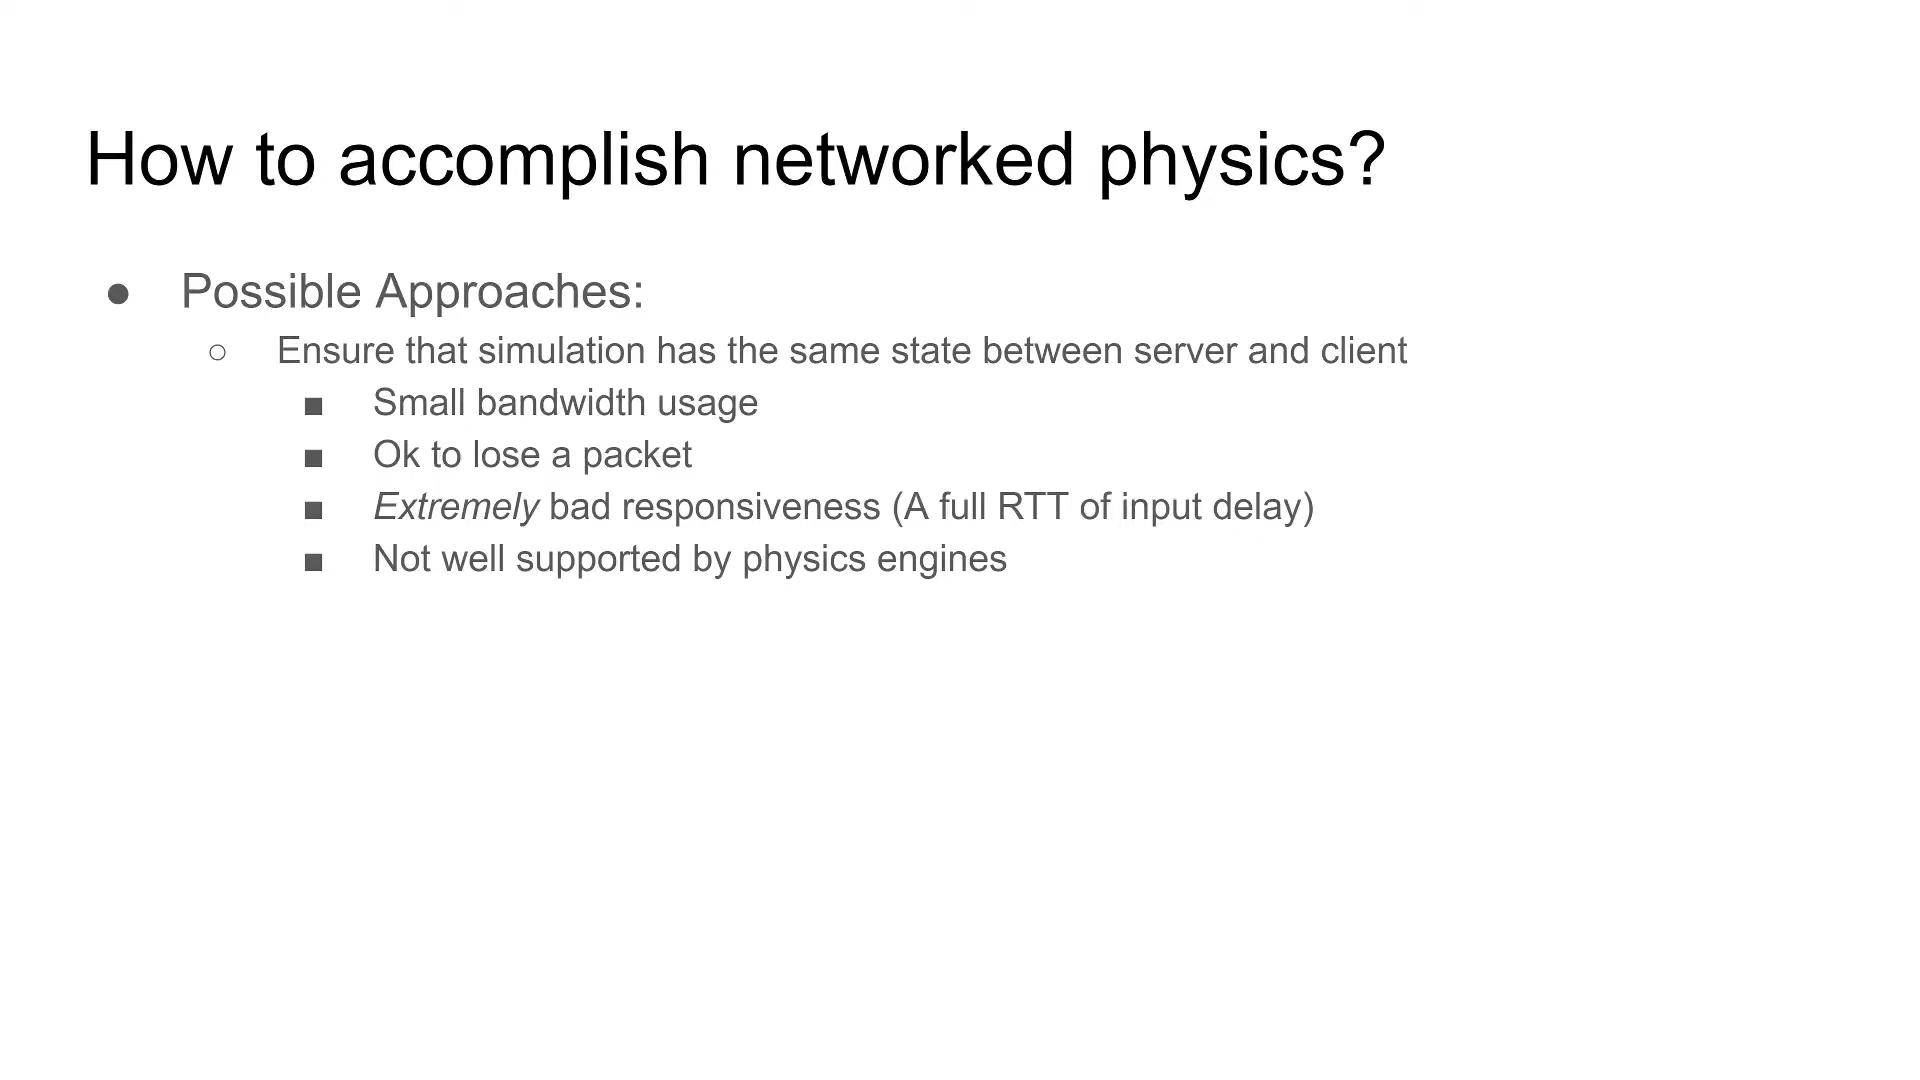 How to accomplish networked physics?
● Possible Approaches:
○ Ensure that simulation has the same state between server and client
■ Small bandwidth usage
■ Ok to lose a packet
■ Extremely bad responsiveness (A full RTT of input delay)
■ Not well supported by physics engines